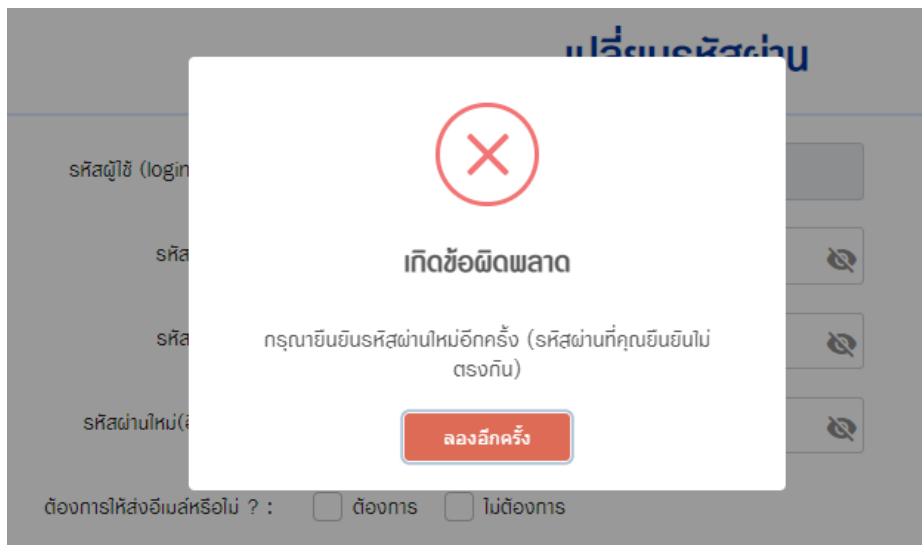 เปลี่ยนรหัสผ่าน
รหัสผู้ใช้ (login
เกิดข้อผิดพลาด
กรุณายืนยันรหัสผ่านใหม่อีกครั้ง (รหัสผ่านที่คุณยืนยันไม่
ตรงกัน)
รหัส
รหัส
รหัสผ่านใหม่(
ลองอีกครั้ง
ต้องการให้ส่งอีเมล์หรือไม่ ? : ต้องการ ไม่ต้องการ